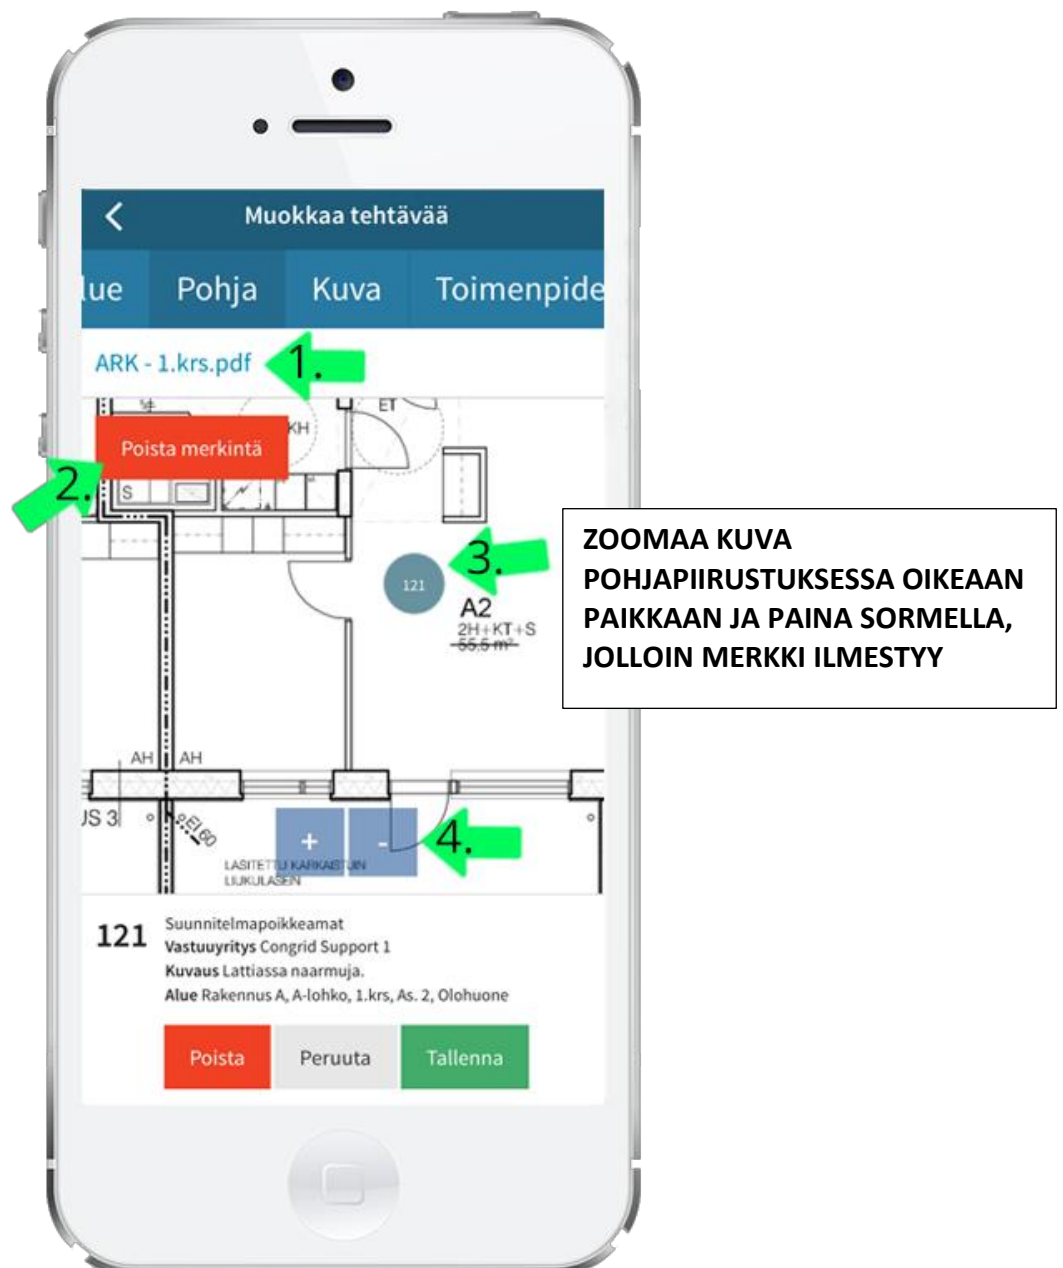 Muokkaa tehtävää
lue Pohja Kuva Toimenpide
ARK - 1.krs.pdf
1.
ET
KH
Poista merkintä
2.
S
3.
121
A2
2H+KT+S
55,5 m²
ZOOMAA KUVA
POHJAPIIRUSTUKSESSA OIKEAAN
PAIKKAAN JA PAINA SORMELLA,
JOLLOIN MERKKI ILMESTYY
AH AH
JS 3
EI 60
+ -
4.
LASITETTU KARKAISTUIN
LIUKULASEIN
121
Suunnitelmapoikkeamat
Vastuuyritys Congrid Support 1
Kuvaus Lattiassa naarmuja.
Alue Rakennus A, A-lohko, 1.krs, As. 2, Olohuone
Poista Peruuta Tallenna